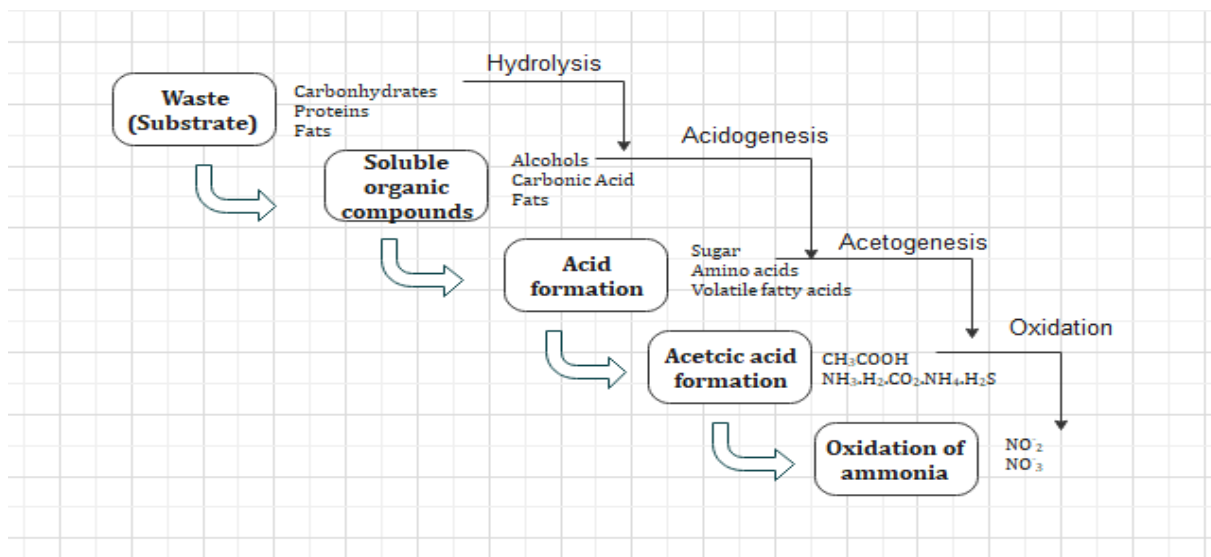 Hydrolysis
Waste
(Substrate)
Carbonhydrates
Proteins
Fats
Acidogenesis
Soluble
organic
compounds
Alcohols
Carbonic Acid
Fats
Acetogenesis
Acid
formation
Sugar
Amino acids
Volatile fatty acids
Oxidation
Acetcic acid
formation
CH₃COOH
NH₃.H₂.CO₂.NH₄.H₂S
Oxidation of
ammonia
NO⁻₂
NO⁻₃